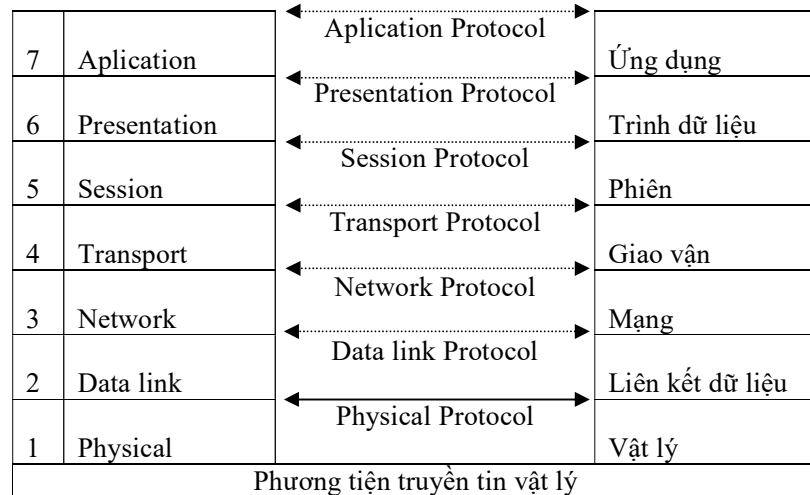 Aplication Protocol
7 Aplication Ứng dụng
Presentation Protocol
6 Presentation Trình dữ liệu
Session Protocol
5 Session Phiên
Transport Protocol
4 Transport Giao vận
Network Protocol
3 Network Mạng
Data link Protocol
2 Data link Liên kết dữ liệu
Physical Protocol
1 Physical Vật lý
Phương tiện truyền tin vật lý